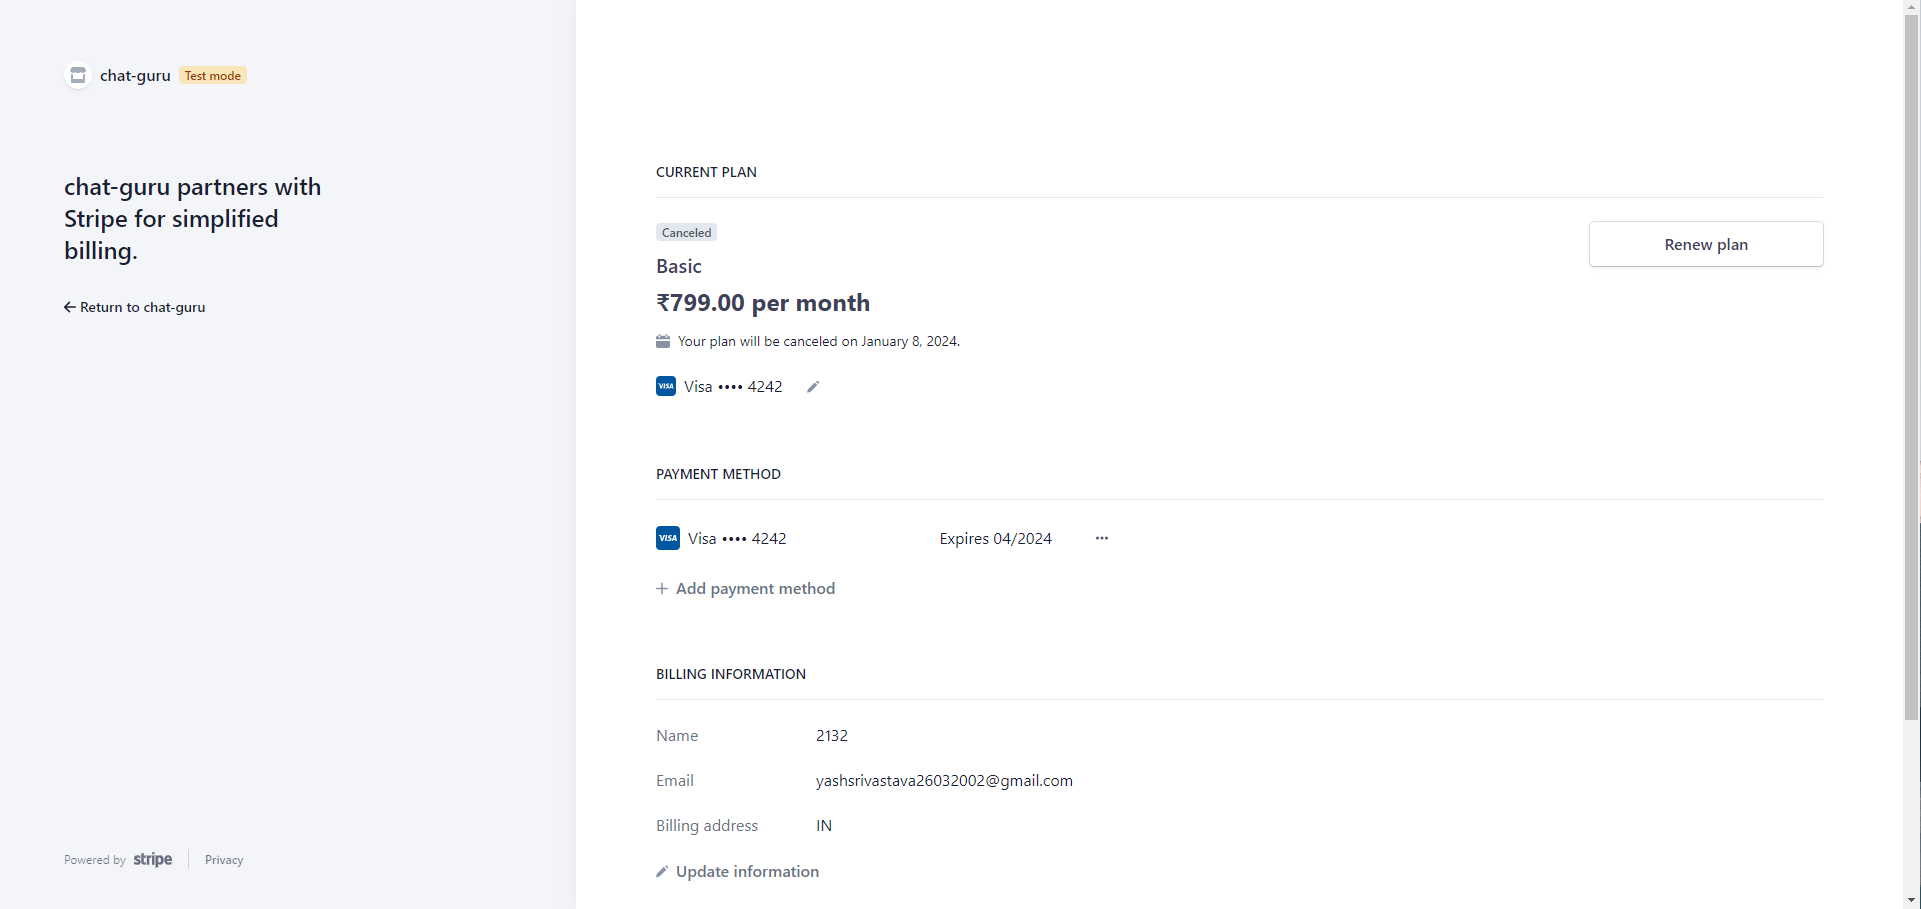 chat-guru Test mode
chat-guru partners with
Stripe for simplified
billing.
Return to chat-guru
Powered by stripe Privacy
CURRENT PLAN
Canceled
Renew plan
Basic
₹799.00 per month
Your plan will be canceled on January 8, 2024.
VISA Visa •••• 4242
PAYMENT METHOD
VISA Visa •••• 4242 Expires 04/2024 •••
+ Add payment method
BILLING INFORMATION
Name 2132
Email yashsrivastava26032002@gmail.com
Billing address IN
Update information